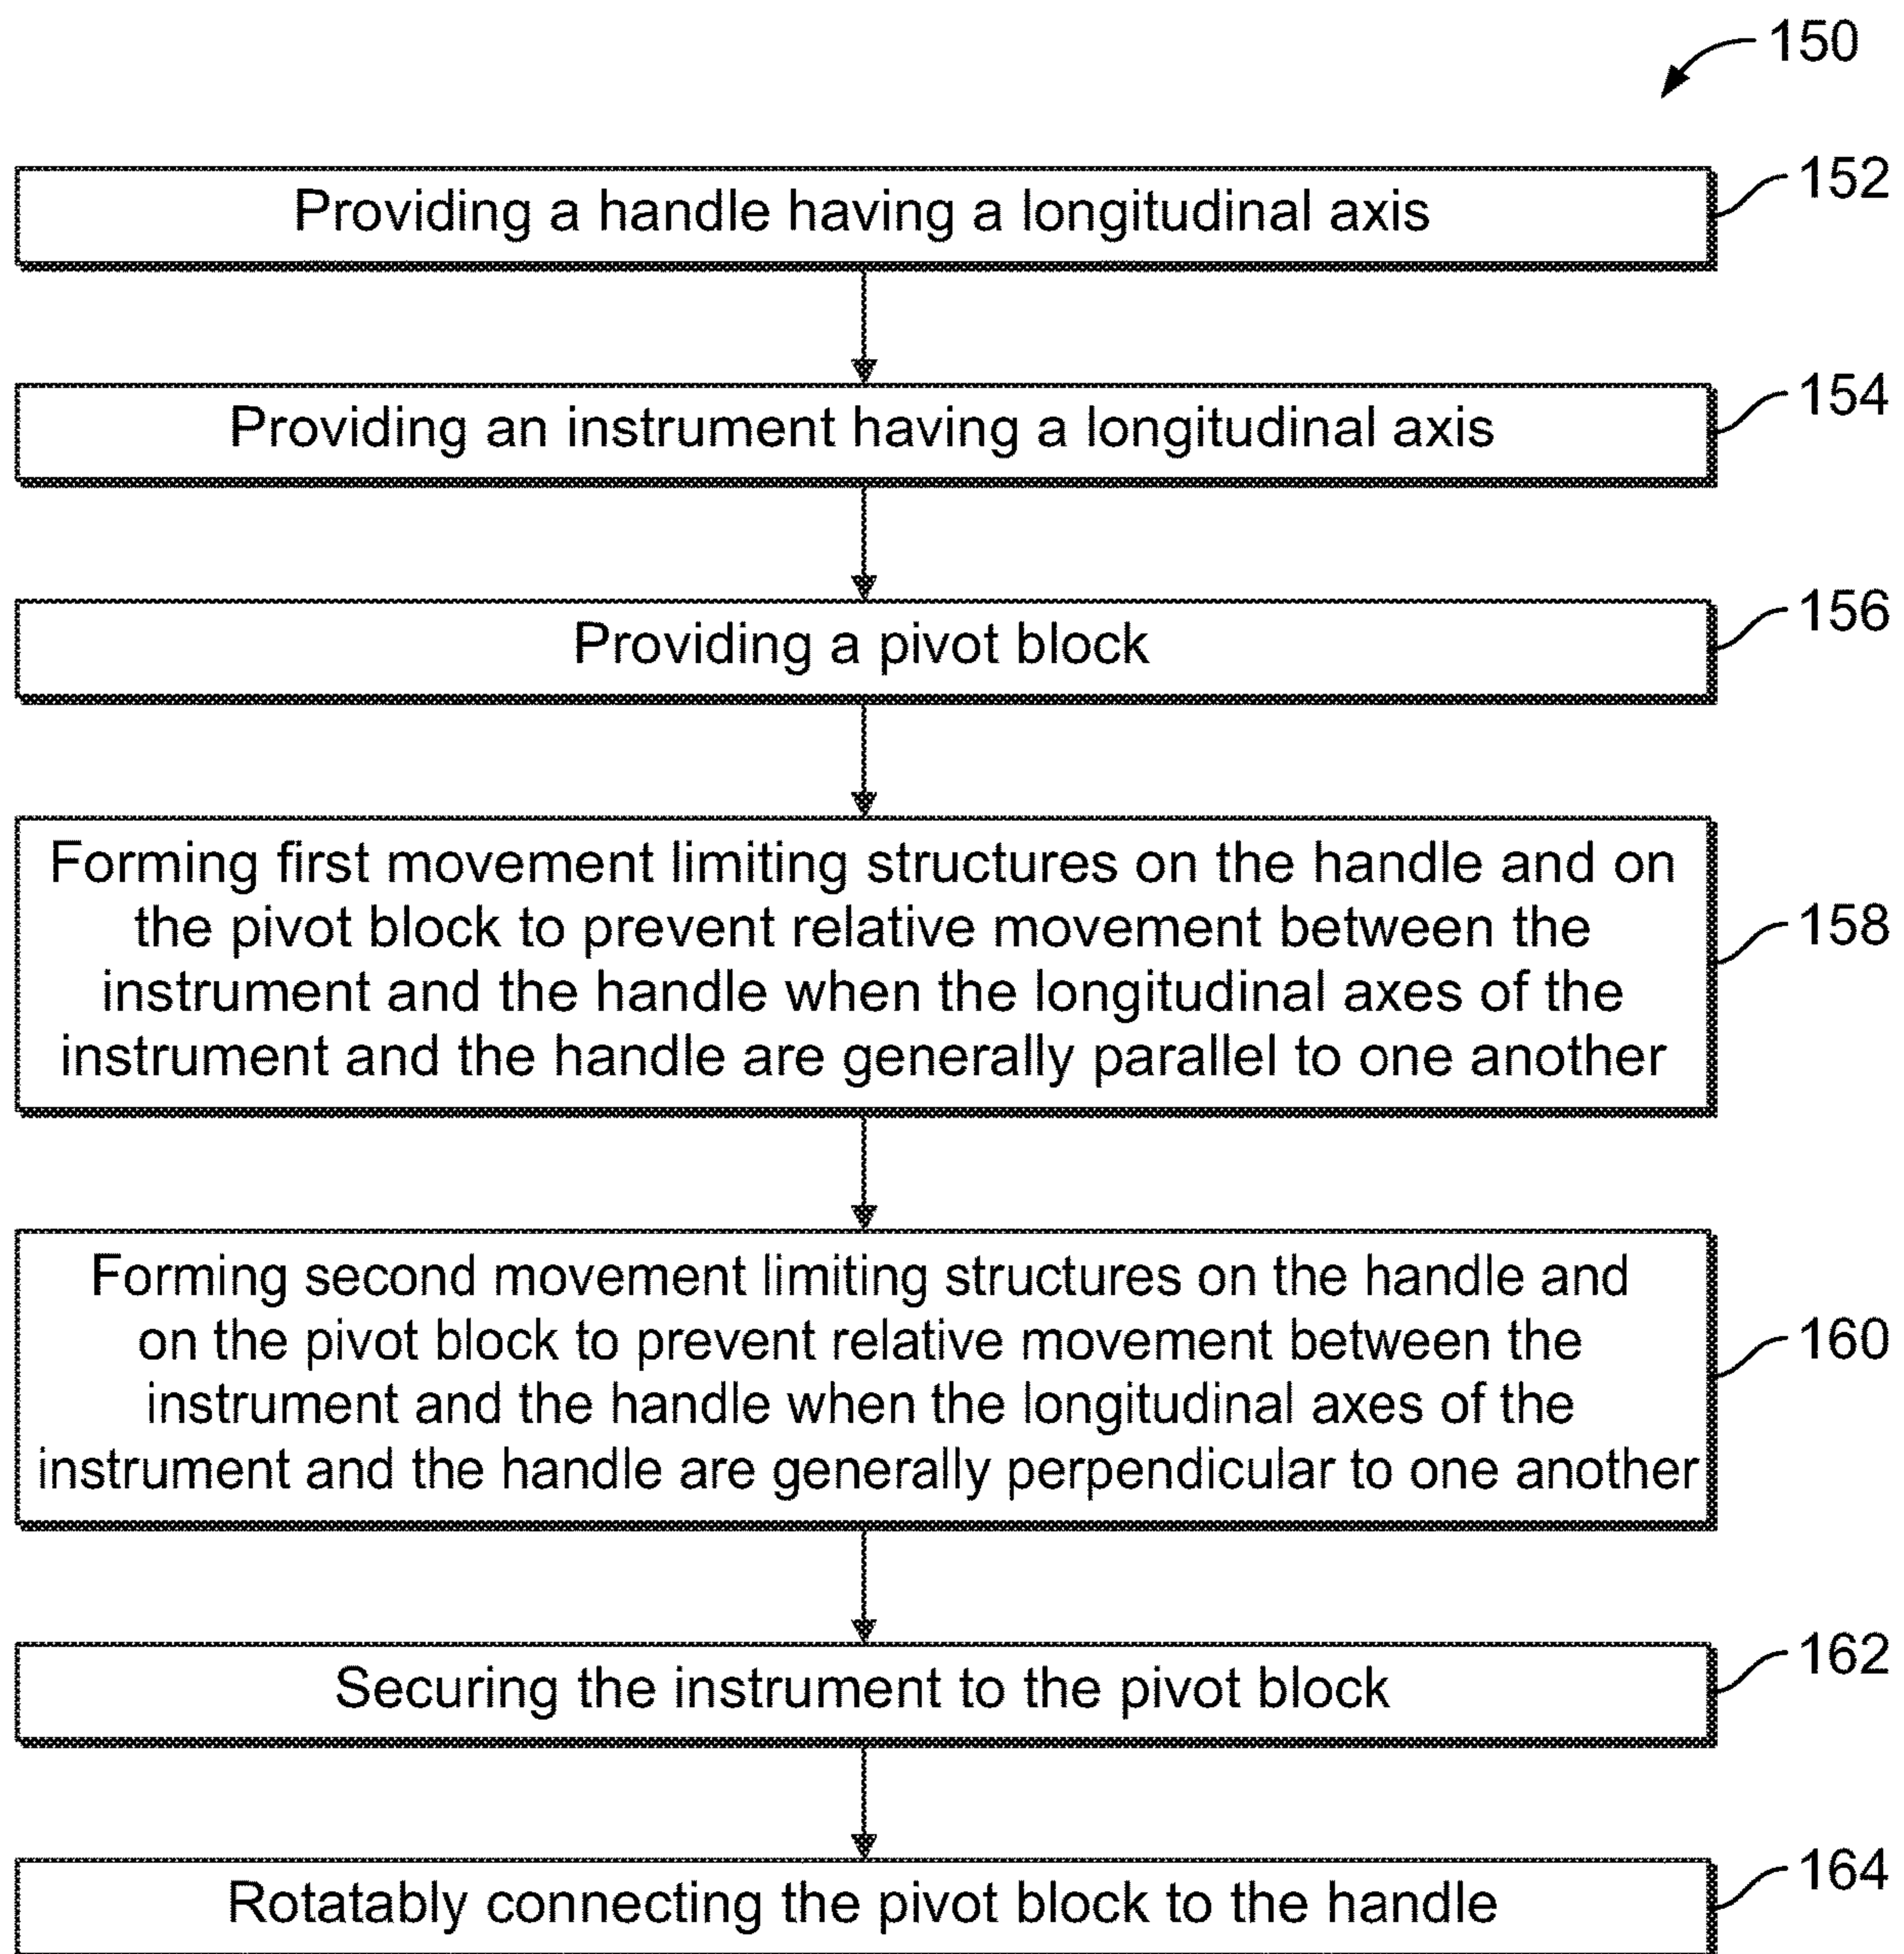 150
Providing a handle having a longitudinal axis
152
Providing an instrument having a longitudinal axis
154
Providing a pivot block
156
Forming first movement limiting structures on the handle and on
the pivot block to prevent relative movement between the
instrument and the handle when the longitudinal axes of the
instrument and the handle are generally parallel to one another
158
Forming second movement limiting structures on the handle and
on the pivot block to prevent relative movement between the
instrument and the handle when the longitudinal axes of the
instrument and the handle are generally perpendicular to one another
160
Securing the instrument to the pivot block
162
Rotatably connecting the pivot block to the handle
164